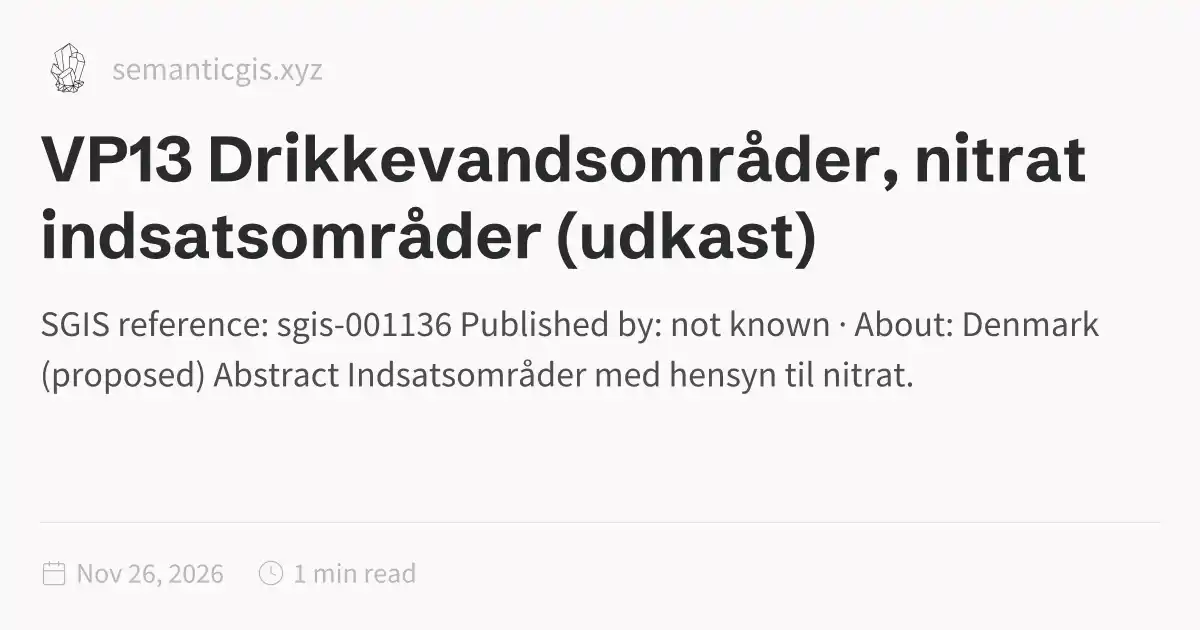 semanticgis.xyz
VP13 Drikkevandsområder, nitrat
indsatsområder (udkast)
SGIS reference: sgis-001136 Published by: not known · About: Denmark
(proposed) Abstract Indsatsområder med hensyn til nitrat.
Nov 26, 2026 1 min read